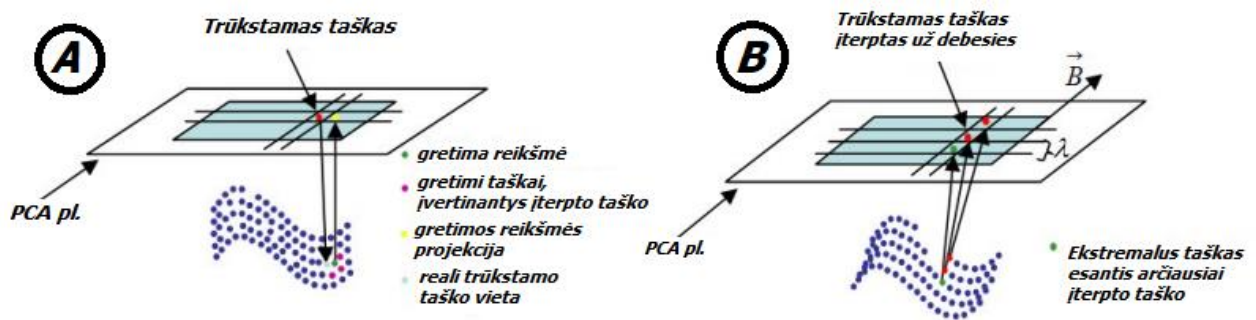 A
Trūkstamas taškas
PCA pl.
gretima reikšmė
gretimi taškai,
įvertinantys įterpto taško
gretimos reikšmės
projekcija
reali trūkstamo
taško vieta
B
Trūkstamas taškas
įterptas už debesies
B
λ
PCA pl.
Ekstremalus taškas
esantis arčiausiai
įterpto taško